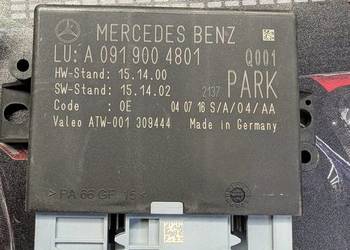 MERCEDES BENZ
LU: A 091 900 4801 Q001
HW-Stand: 15.14.00
SW-Stand: 15.14.02 2137 PARK
Code : 0E 04 07 16 S/A/04/AA
Valeo ATW-001 309444 Made in Germany
>PA 66 GF 15<